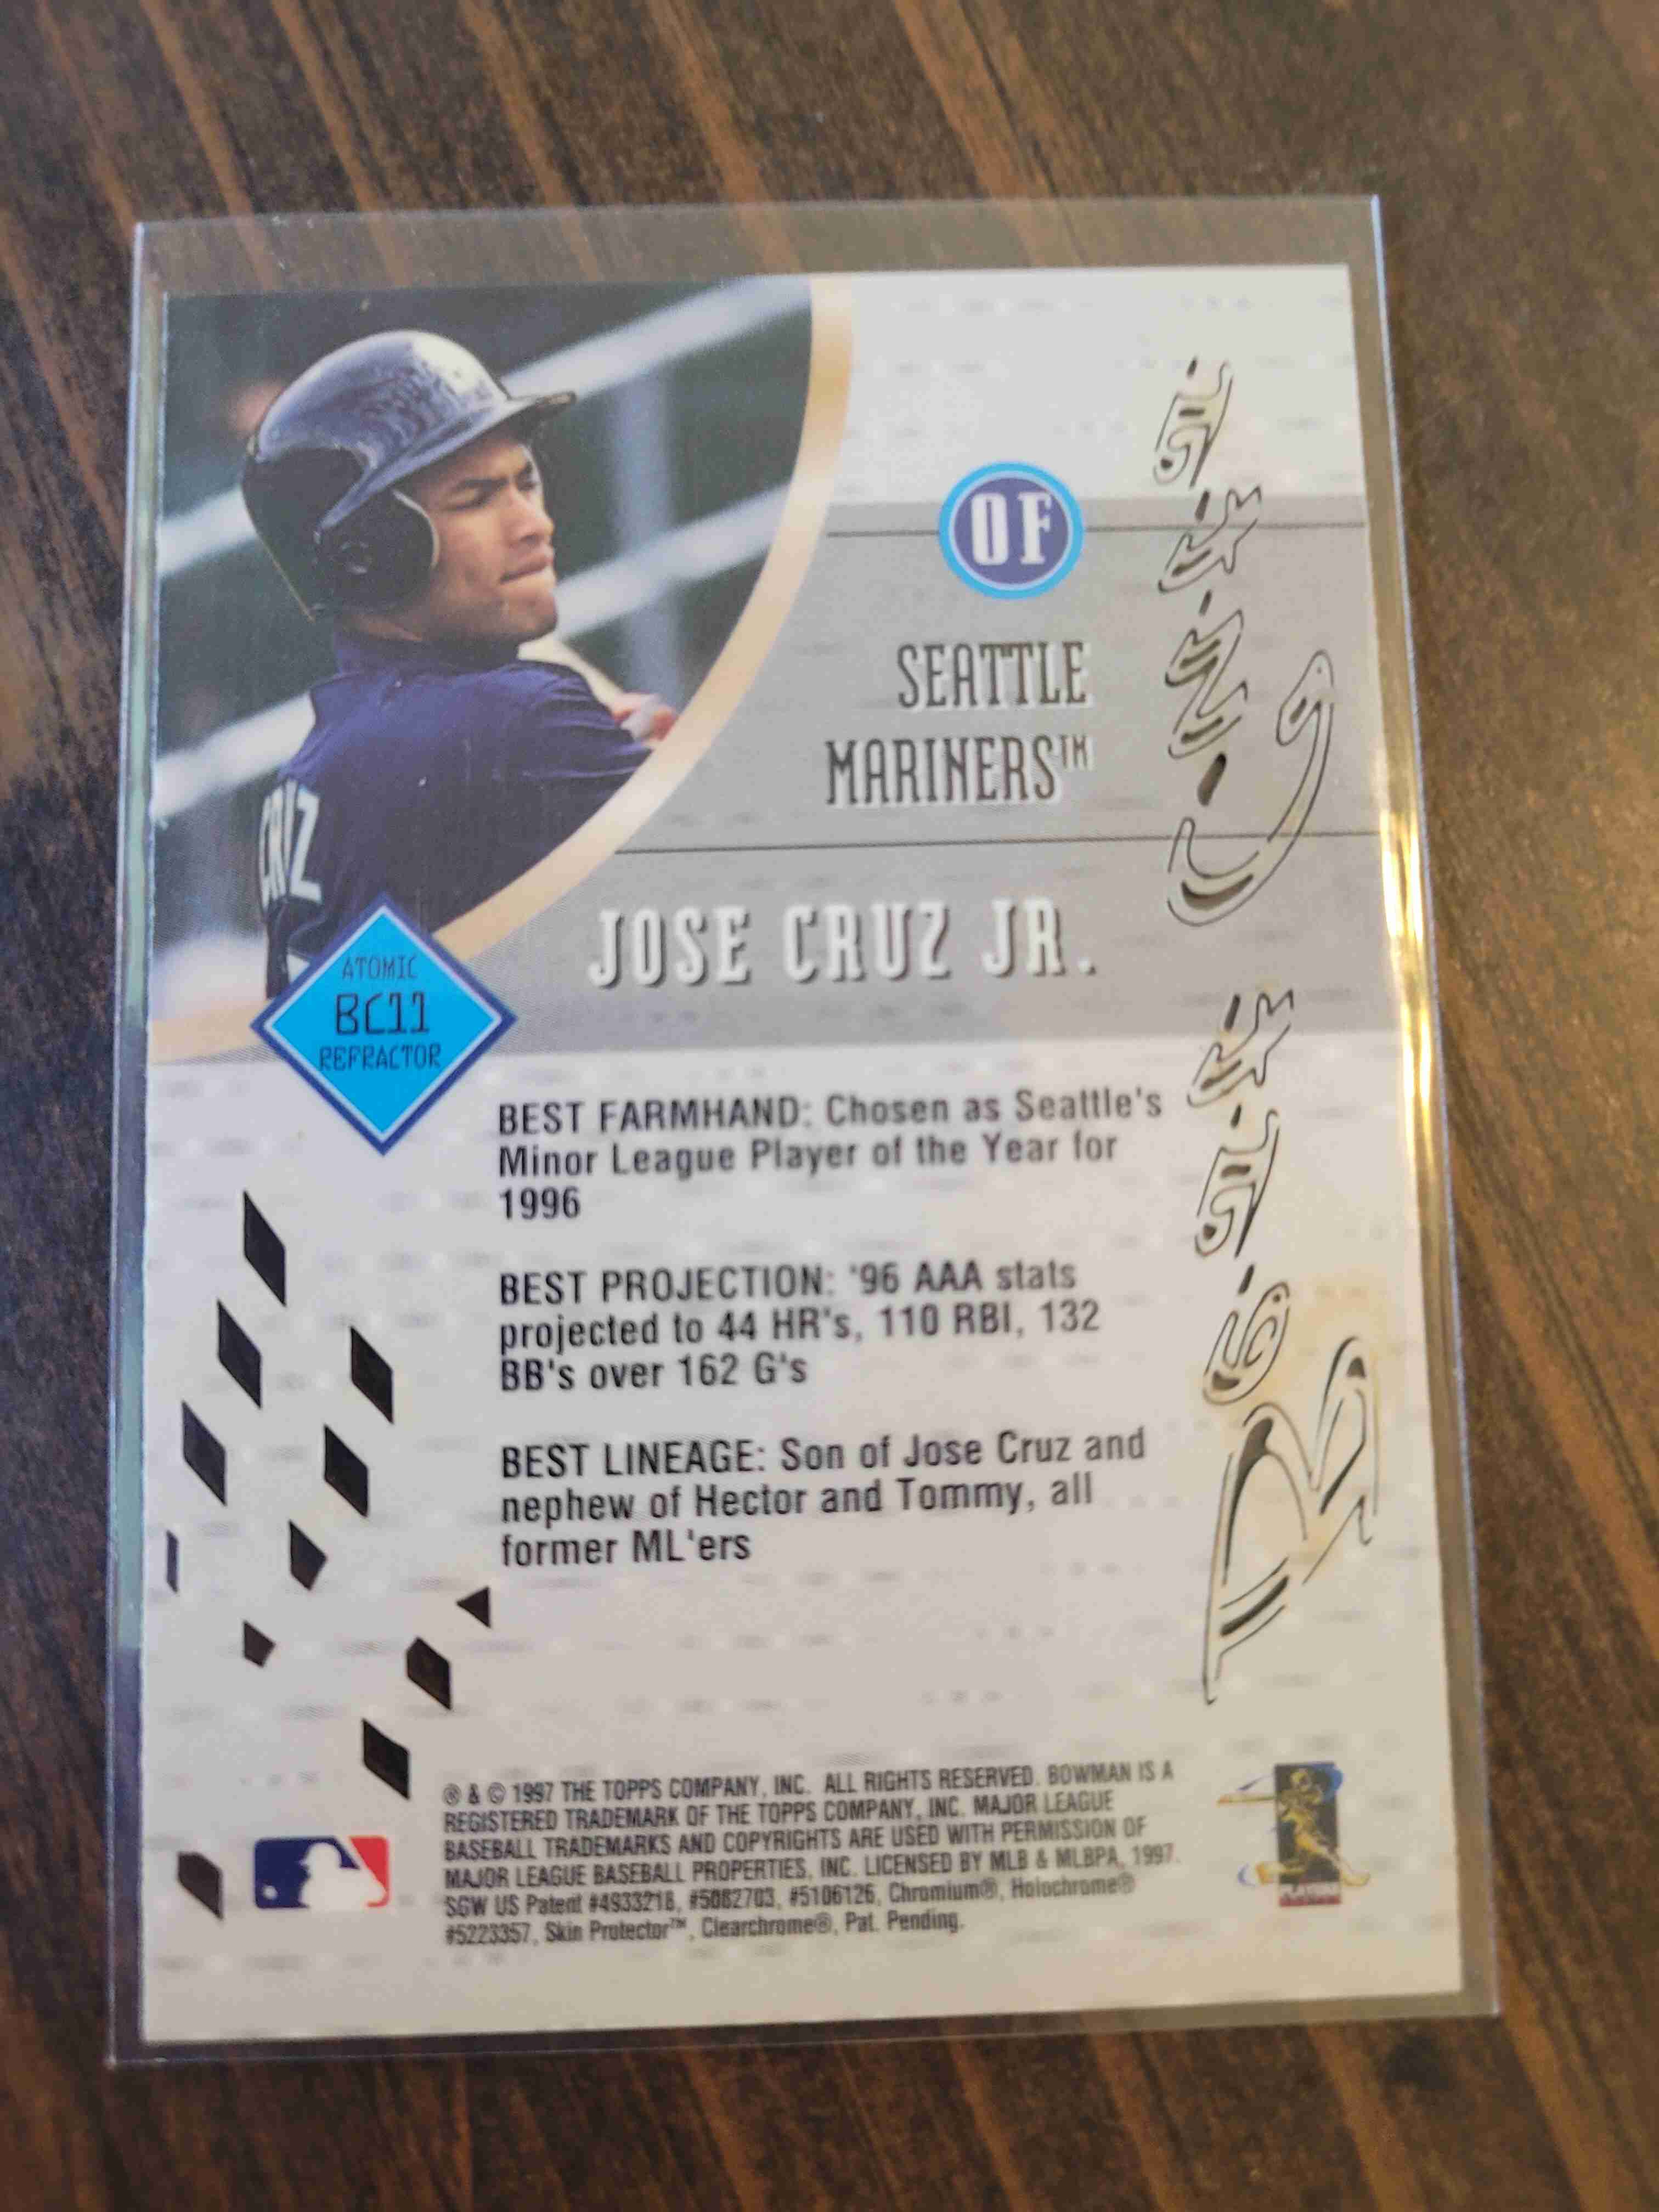 OF
SEATTLE
MARINERS™
CRUZ
JOSE CRUZ JR.
ATOMIC
BC11
REFRACTOR
BEST FARMHAND: Chosen as Seattle's
Minor League Player of the Year for
1996
BEST PROJECTION: '96 AAA stats
projected to 44 HR's, 110 RBI, 132
BB's over 162 G's
BEST LINEAGE: Son of Jose Cruz and
nephew of Hector and Tommy, all
former ML'ers
® & © 1997 THE TOPPS COMPANY, INC. ALL RIGHTS RESERVED. BOWMAN IS A
REGISTERED TRADEMARK OF THE TOPPS COMPANY, INC. MAJOR LEAGUE
BASEBALL TRADEMARKS AND COPYRIGHTS ARE USED WITH PERMISSION OF
MAJOR LEAGUE BASEBALL PROPERTIES, INC. LICENSED BY MLB & MLBPA, 1997.
SGW US Patent #4933218, #5082703, #5106126, Chromium®, Holochrome®
#5223357, Skin Protector™, Clearchrome®, Pat. Pending.